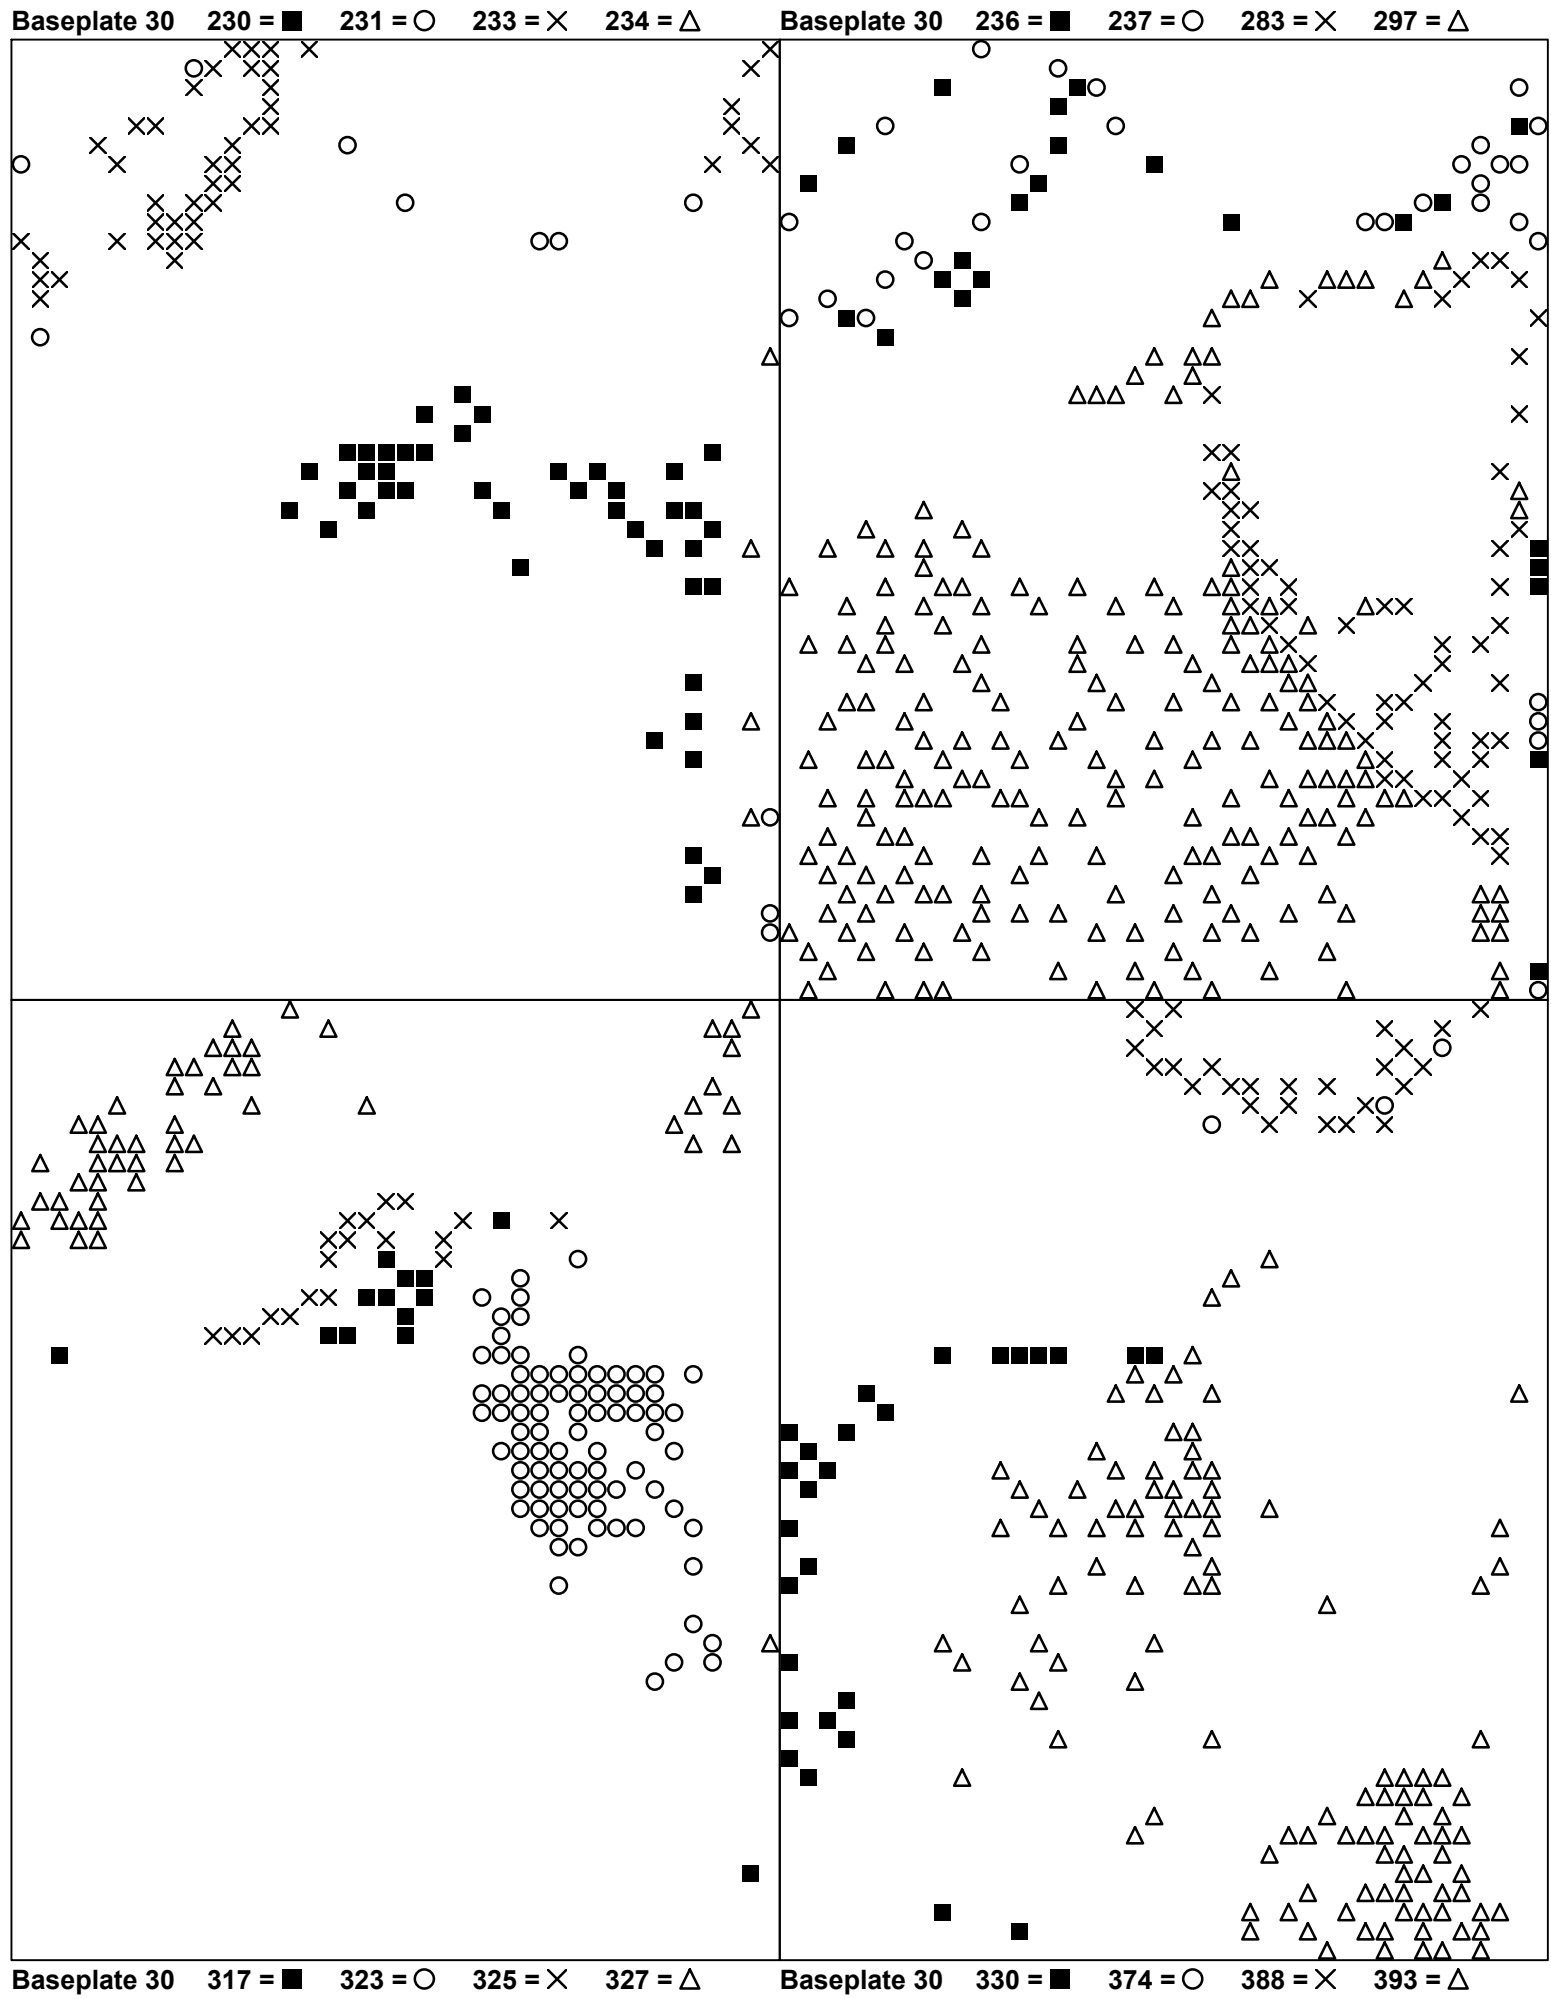 Baseplate 30 230 = ■ 231 = ○ 233 = × 234 = △
Baseplate 30 236 = ■ 237 = ○ 283 = × 297 = △
Baseplate 30 317 = ■ 323 = ○ 325 = × 327 = △
Baseplate 30 330 = ■ 374 = ○ 388 = × 393 = △